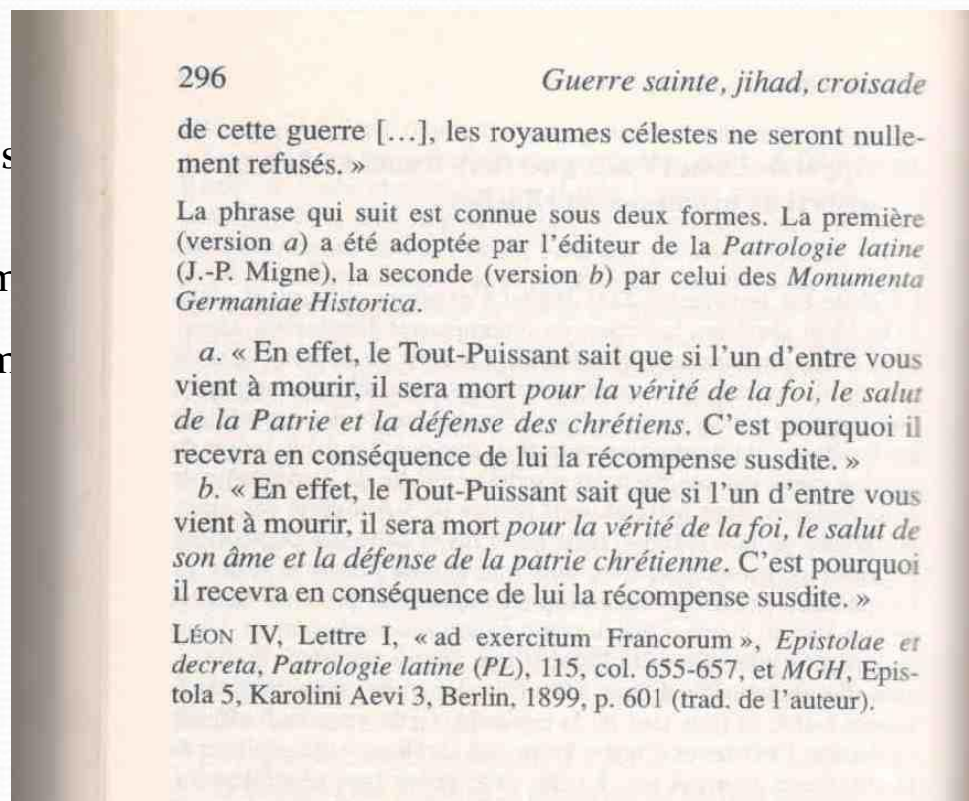 296 Guerre sainte, jihad, croisade
de cette guerre [...], les royaumes célestes ne seront nulle-
ment refusés. »
La phrase qui suit est connue sous deux formes. La première
(version a) a été adoptée par l'éditeur de la Patrologie latine
(J.-P. Migne), la seconde (version b) par celui des Monumenta
Germaniae Historica.
a. « En effet, le Tout-Puissant sait que si l'un d'entre vous
vient à mourir, il sera mort pour la vérité de la foi, le salut
de la Patrie et la défense des chrétiens. C'est pourquoi il
recevra en conséquence de lui la récompense susdite. »
b. « En effet, le Tout-Puissant sait que si l'un d'entre vous
vient à mourir, il sera mort pour la vérité de la foi, le salut de
son âme et la défense de la patrie chrétienne. C'est pourquoi
il recevra en conséquence de lui la récompense susdite. »
LÉON IV, Lettre I, « ad exercitum Francorum », Epistolae et
decreta, Patrologie latine (PL), 115, col. 655-657, et MGH, Epis-
tola 5, Karolini Aevi 3, Berlin, 1899, p. 601 (trad. de l'auteur).